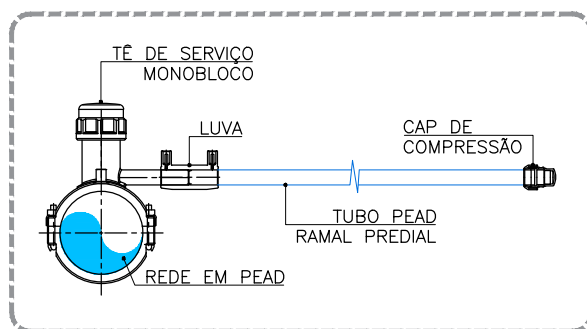 TÊ DE SERVIÇO
MONOBLOCO
LUVA
CAP DE
COMPRESSÃO
TUBO PEAD
RAMAL PREDIAL
REDE EM PEAD